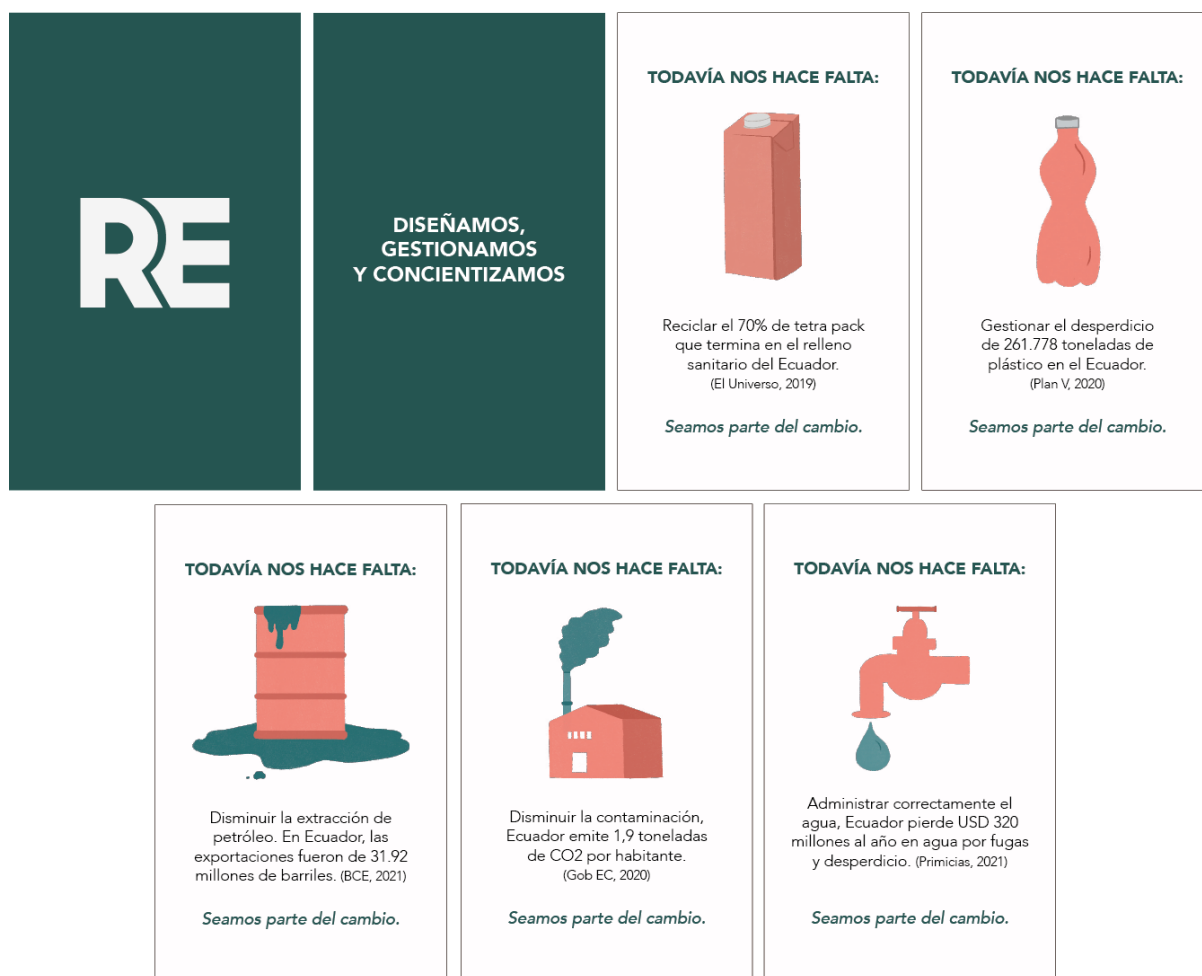 RE
DISEÑAMOS,
GESTIONAMOS
Y CONCIENTIZAMOS
TODAVÍA NOS HACE FALTA:
Reciclar el 70% de tetra pack
que termina en el relleno
sanitario del Ecuador.
(El Universo, 2019)
Seamos parte del cambio.
TODAVÍA NOS HACE FALTA:
Gestionar el desperdicio
de 261.778 toneladas de
plástico en el Ecuador.
(Plan V, 2020)
Seamos parte del cambio.
TODAVÍA NOS HACE FALTA:
Disminuir la extracción de
petróleo. En Ecuador, las
exportaciones fueron de 31.92
millones de barriles. (BCE, 2021)
Seamos parte del cambio.
TODAVÍA NOS HACE FALTA:
Disminuir la contaminación,
Ecuador emite 1,9 toneladas
de CO2 por habitante.
(Gob EC, 2020)
Seamos parte del cambio.
TODAVÍA NOS HACE FALTA:
Administrar correctamente el
agua, Ecuador pierde USD 320
millones al año en agua por fugas
y desperdicio. (Primicias, 2021)
Seamos parte del cambio.